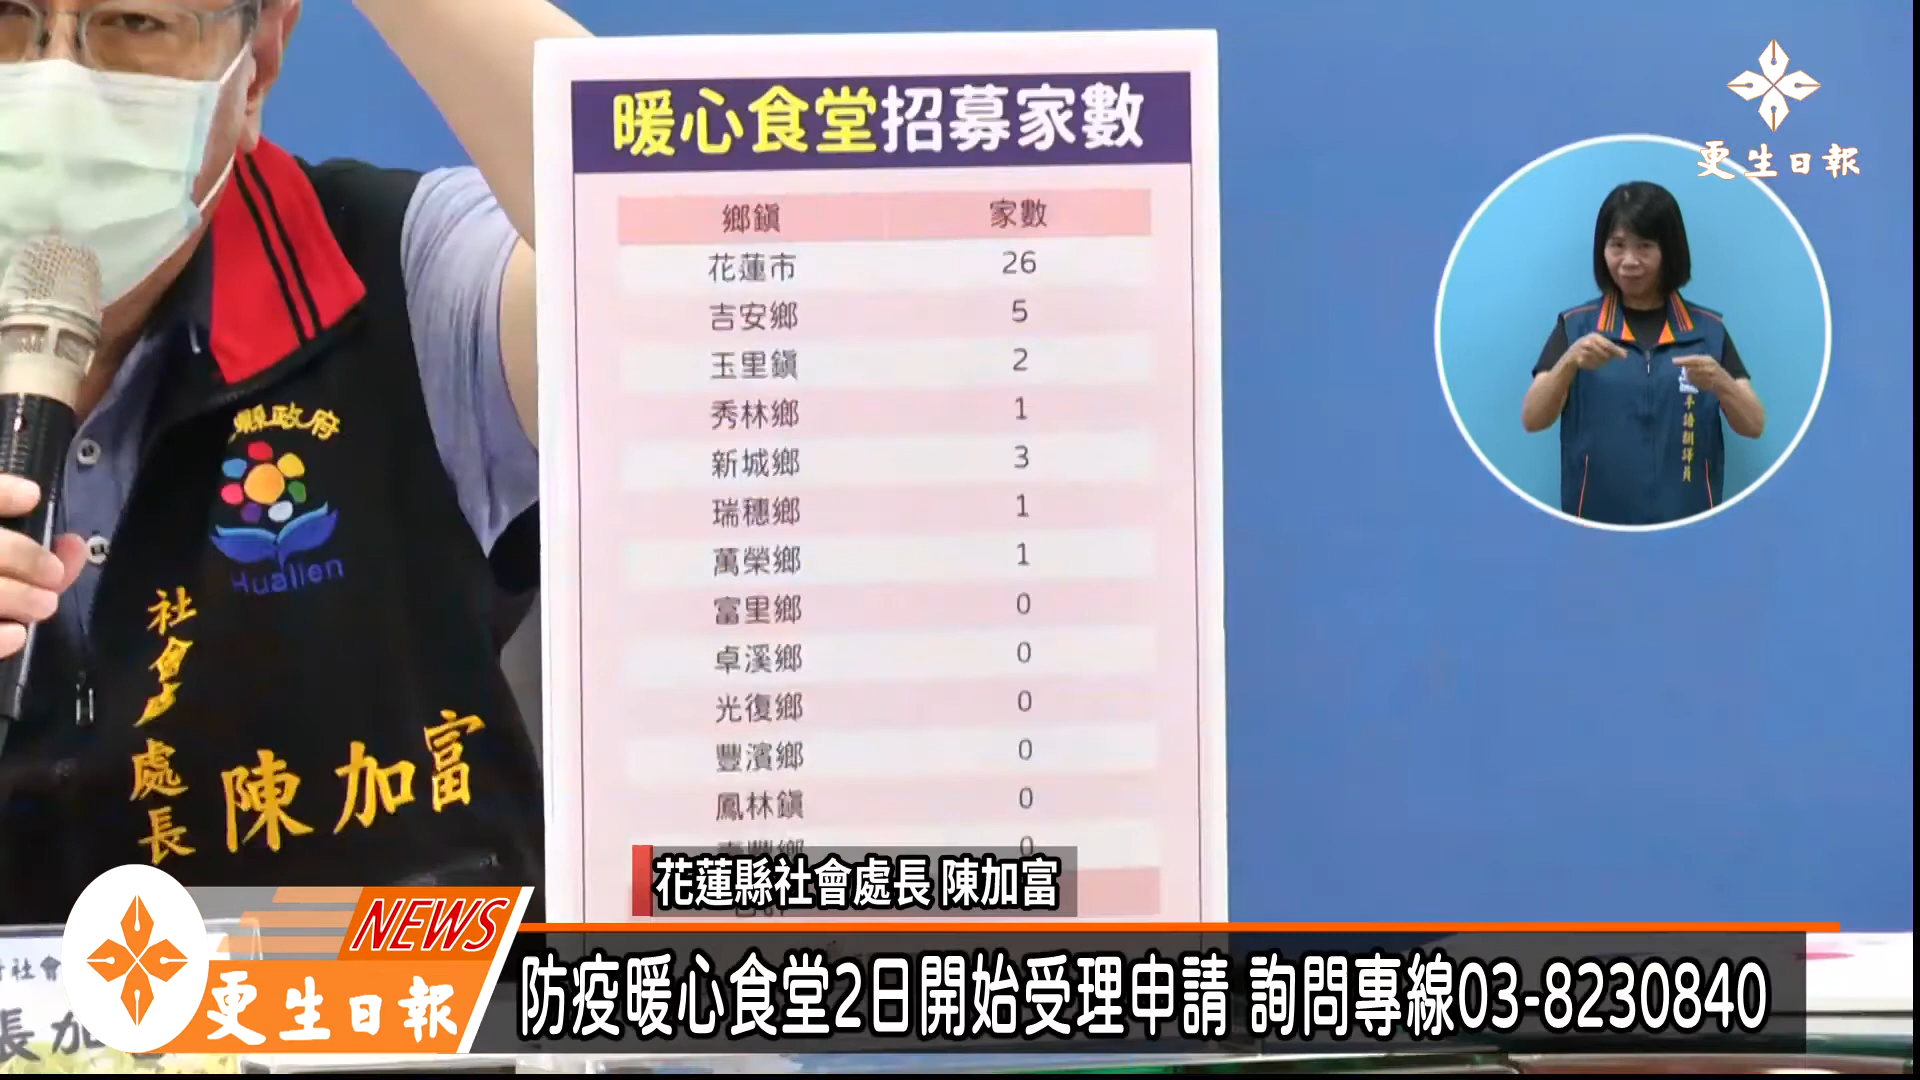 暖心食堂招募家數
鄉鎮 家數
花蓮市 26
吉安鄉 5
玉里鎮 2
秀林鄉 1
新城鄉 3
瑞穗鄉 1
萬榮鄉 1
富里鄉 0
卓溪鄉 0
光復鄉 0
豐濱鄉 0
鳳林鎮 0
0
縣政府
Hualien
社會處
處長
陳加富
更生日報
手語翻譯員
花蓮縣社會處長 陳加富
NEWS
更生日報
防疫暖心食堂2日開始受理申請 詢問專線03-8230840